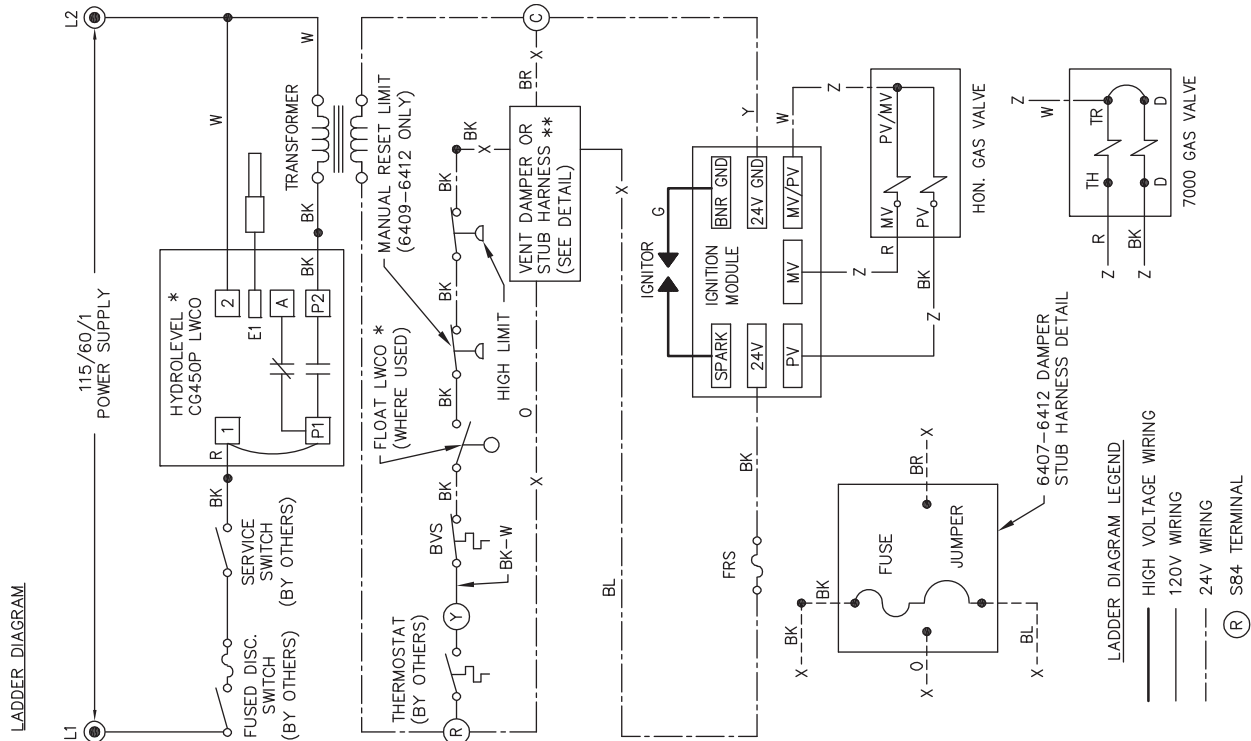 LADDER DIAGRAM
L1
L2
115/60/1
POWER SUPPLY
FUSED DISC.
SWITCH
(BY OTHERS)
SERVICE
SWITCH
(BY OTHERS)
BK
R
HYDROLEVEL *
CG450P LWCO
1
2
P1
P2
A
E1
BK
BK
W
W
TRANSFORMER
R
THERMOSTAT
(BY OTHERS)
Y
BK-W
BVS
BK
FLOAT LWCO *
(WHERE USED)
BK
MANUAL RESET LIMIT
(6409-6412 ONLY)
BK
HIGH LIMIT
BK
BK
X
VENT DAMPER OR
STUB HARNESS **
(SEE DETAIL)
BR
X
C
X
O
X
BL
X
FRS
BK
IGNITOR
G
SPARK
IGNITION
MODULE
BNR GND
24V
24V GND
PV
MV
MV/PV
Y
W
Z
Z
R
BK
Z
Z
MV
PV
PV/MV
HON. GAS VALVE
Z
W
TH
TR
D
D
R
BK
Z
Z
7000 GAS VALVE
X
BK
BK
FUSE
JUMPER
X
O
BR
X
X
BL
6407-6412 DAMPER
STUB HARNESS DETAIL
LADDER DIAGRAM LEGEND
HIGH VOLTAGE WIRING
120V WIRING
24V WIRING
R
S84 TERMINAL